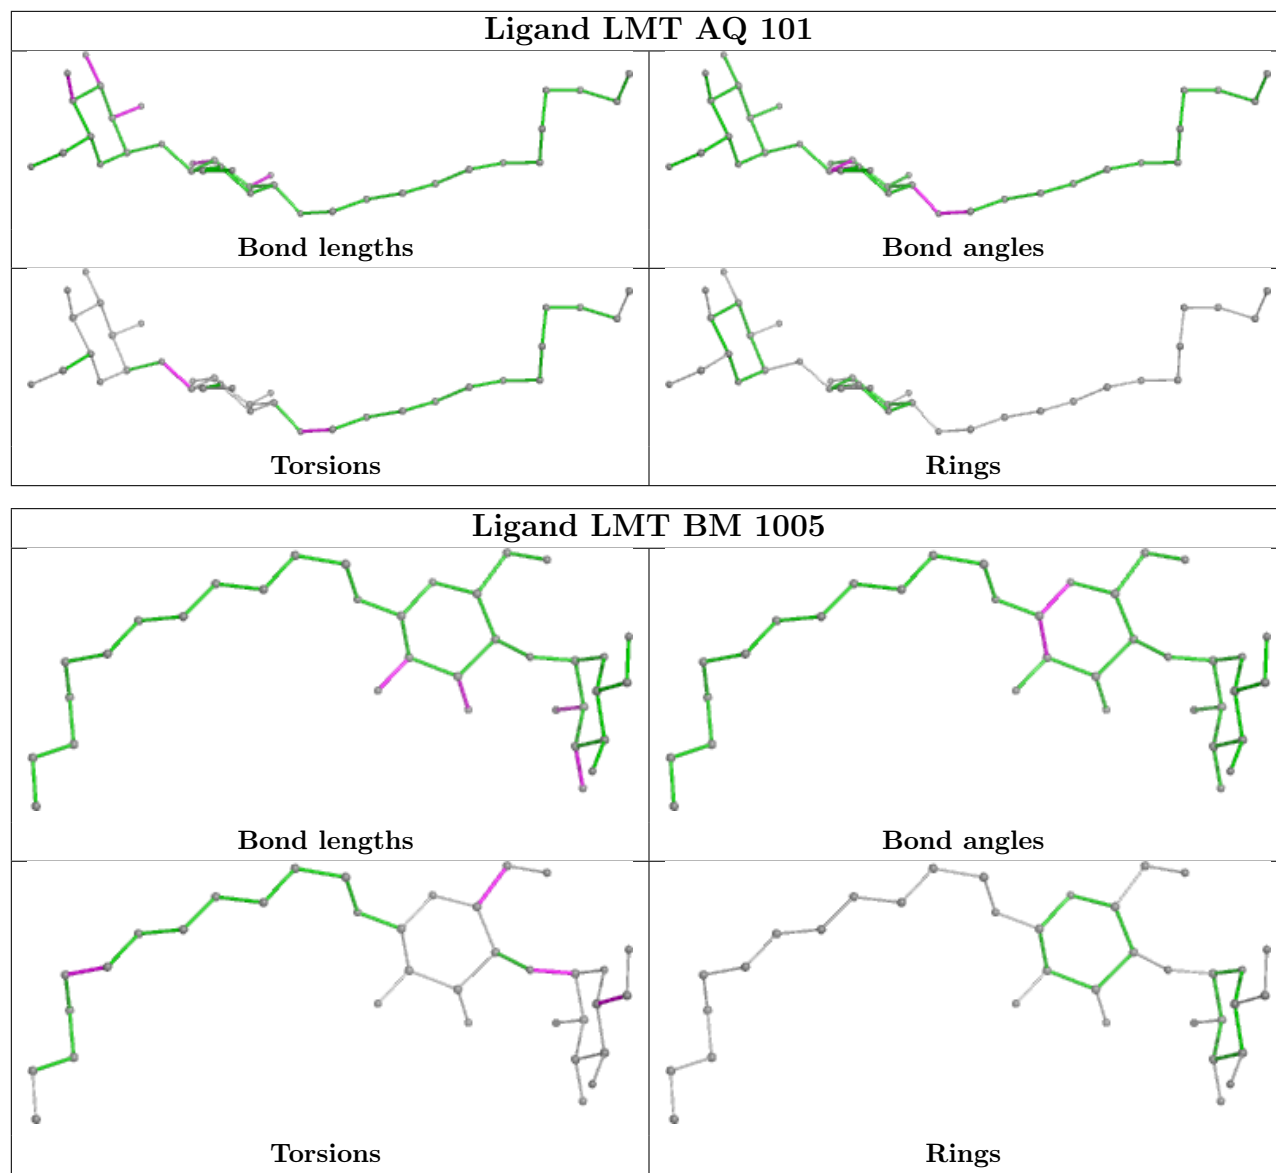 Ligand LMT AQ 101
Bond lengths
Bond angles
Torsions
Rings
Ligand LMT BM 1005
Bond lengths
Bond angles
Torsions
Rings